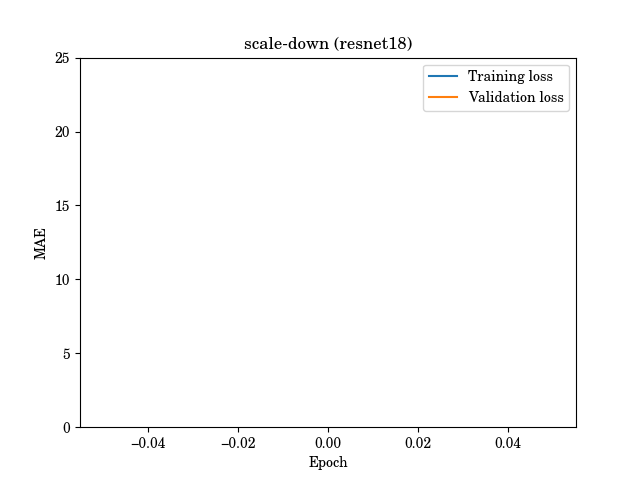 scale-down (resnet18)
25
20
15
10
5
0
MAE
Training loss
Validation loss
−0.04 −0.02 0.00 0.02 0.04
Epoch